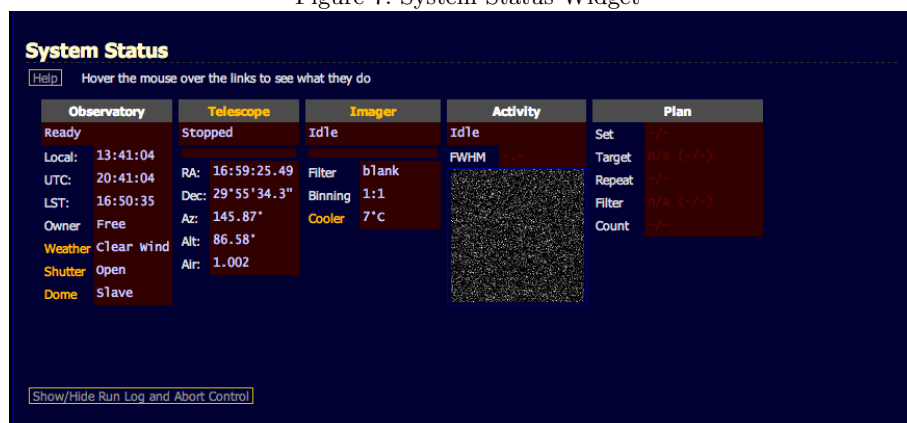 Figure 7: System Status Widget
System Status
Help Hover the mouse over the links to see what they do
Observatory Telescope Imager Activity Plan
Ready Stopped Idle Idle Set -/-
Local: 13:41:04 FWHM -.- Target n/a (-/-)
UTC: 20:41:04 RA: 16:59:25.49 Filter blank Repeat -/-
LST: 16:50:35 Dec: 29°55'34.3" Binning 1:1 Filter n/a (-/-)
Owner Free Az: 145.87° Cooler 7°C Count -/-
Weather Clear Wind Alt: 86.58°
Shutter Open Air: 1.002
Dome Slave
Show/Hide Run Log and Abort Control